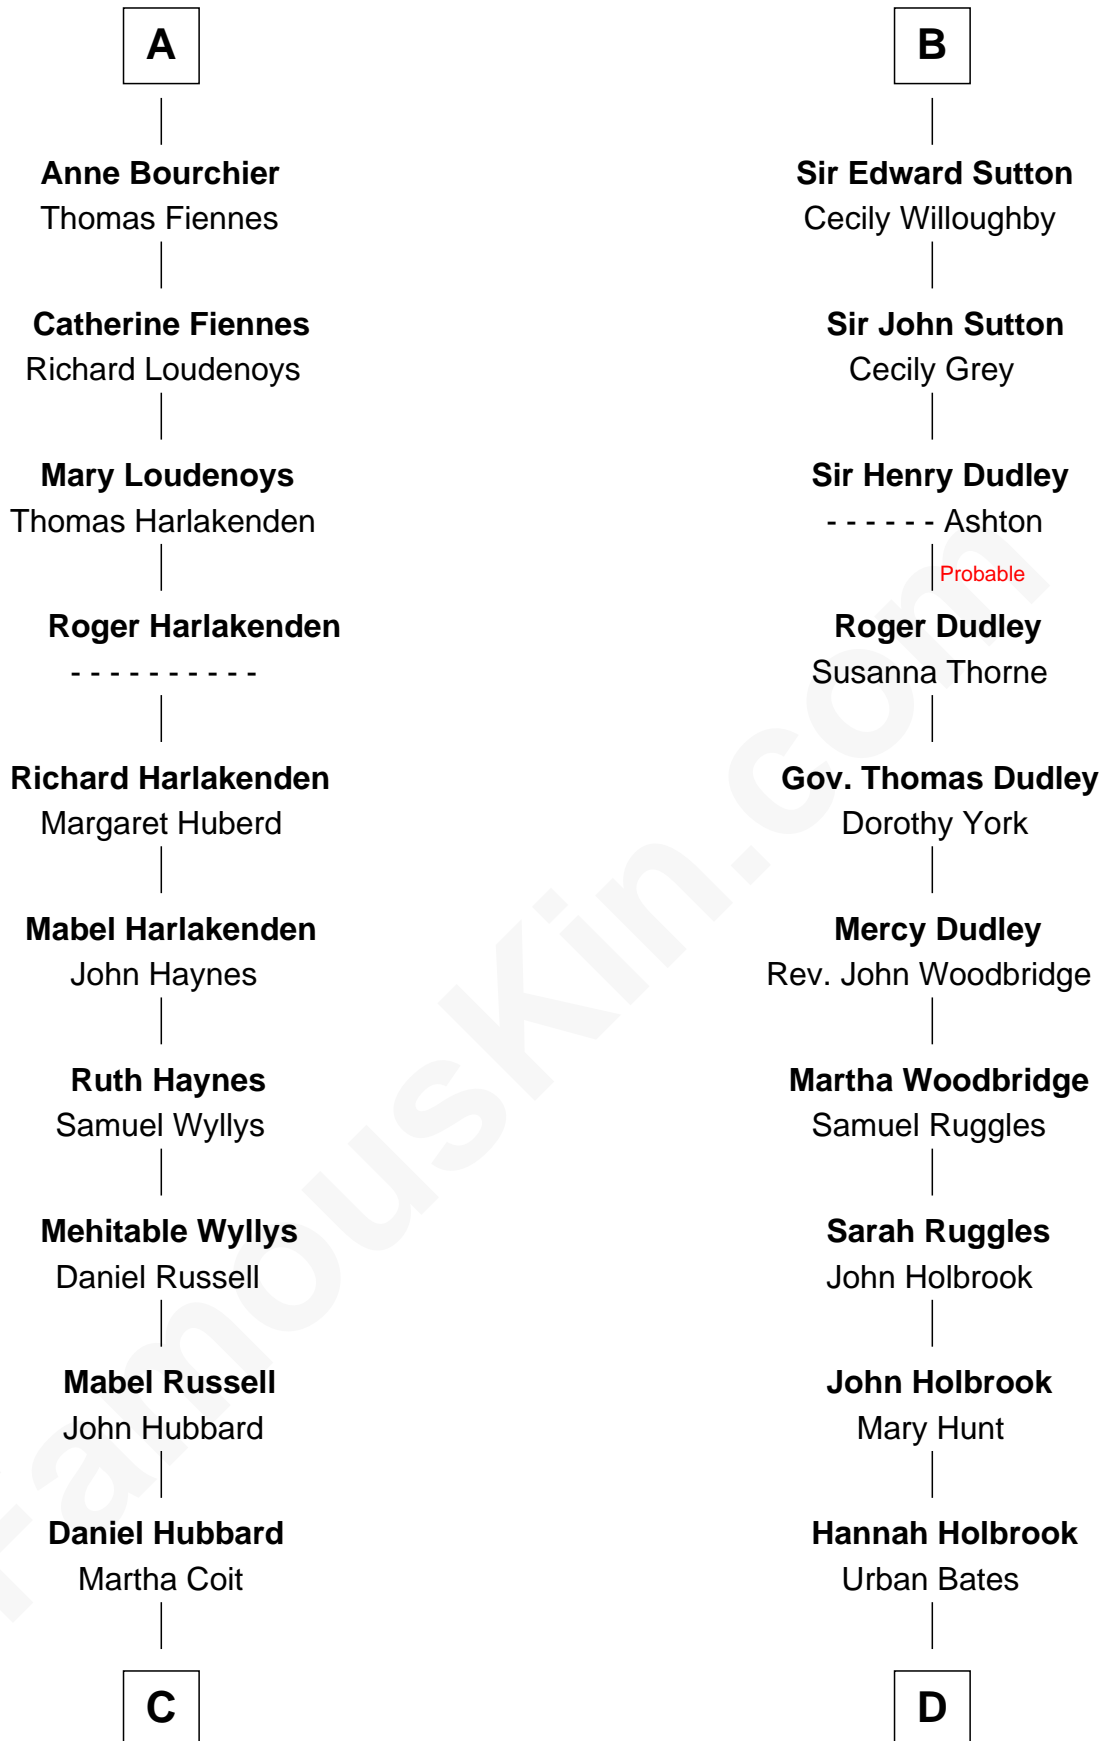 A
Anne Bourchier
Thomas Fiennes
Catherine Fiennes
Richard Loudenoys
Mary Loudenoys
Thomas Harlakenden
Roger Harlakenden
- - - - - - - - - -
Richard Harlakenden
Margaret Huberd
Mabel Harlakenden
John Haynes
Ruth Haynes
Samuel Wyllys
Mehitable Wyllys
Daniel Russell
Mabel Russell
John Hubbard
Daniel Hubbard
Martha Coit
C
B
Sir Edward Sutton
Cecily Willoughby
Sir John Sutton
Cecily Grey
Sir Henry Dudley
- - - - - - Ashton
Probable
Roger Dudley
Susanna Thorne
Gov. Thomas Dudley
Dorothy York
Mercy Dudley
Rev. John Woodbridge
Martha Woodbridge
Samuel Ruggles
Sarah Ruggles
John Holbrook
John Holbrook
Mary Hunt
Hannah Holbrook
Urban Bates
D
FamousKin.com